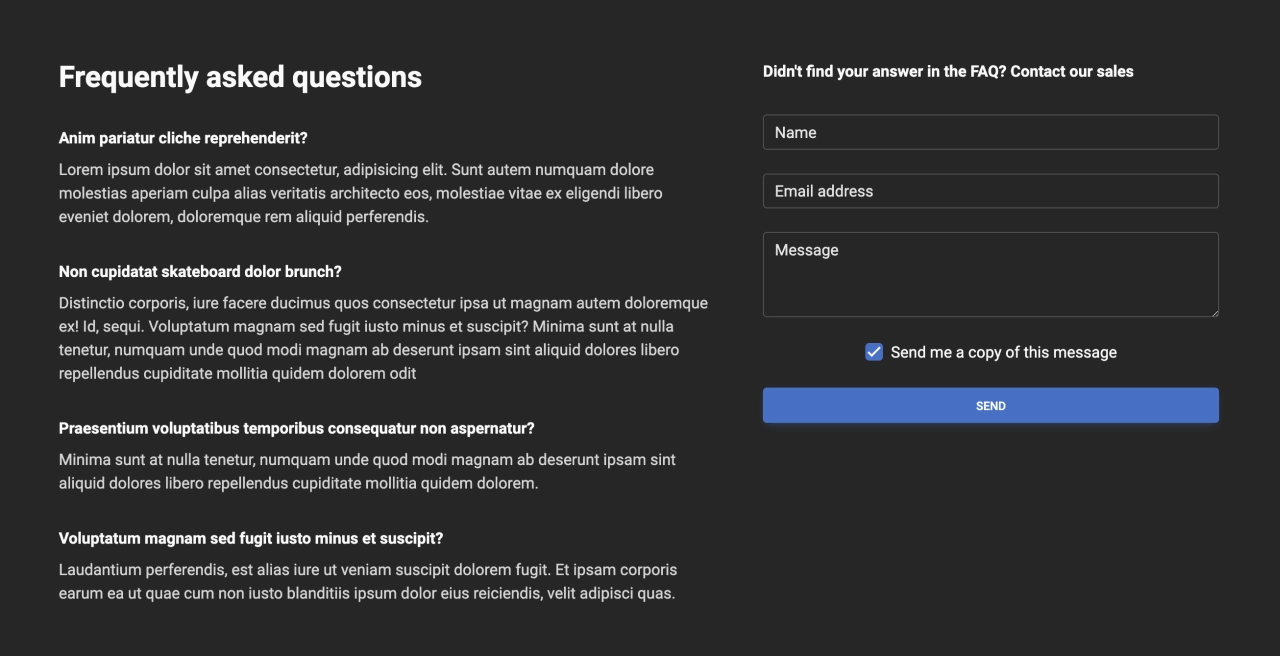 Frequently asked questions
Anim pariatur cliche reprehenderit?
Lorem ipsum dolor sit amet consectetur, adipisicing elit. Sunt autem numquam dolore
molestias aperiam culpa alias veritatis architecto eos, molestiae vitae ex eligendi libero
eveniet dolorem, doloremque rem aliquid perferendis.
Non cupidatat skateboard dolor brunch?
Distinctio corporis, iure facere ducimus quos consectetur ipsa ut magnam autem doloremque
ex! Id, sequi. Voluptatum magnam sed fugit iusto minus et suscipit? Minima sunt at nulla
tenetur, numquam unde quod modi magnam ab deserunt ipsam sint aliquid dolores libero
repellendus cupiditate mollitia quidem dolorem odit
Praesentium voluptatibus temporibus consequatur non aspernatur?
Minima sunt at nulla tenetur, numquam unde quod modi magnam ab deserunt ipsam sint
aliquid dolores libero repellendus cupiditate mollitia quidem dolorem.
Voluptatum magnam sed fugit iusto minus et suscipit?
Laudantium perferendis, est alias iure ut veniam suscipit dolorem fugit. Et ipsam corporis
earum ea ut quae cum non iusto blanditiis ipsum dolor eius reiciendis, velit adipisci quas.
Didn't find your answer in the FAQ? Contact our sales
Name
Email address
Message
Send me a copy of this message
SEND